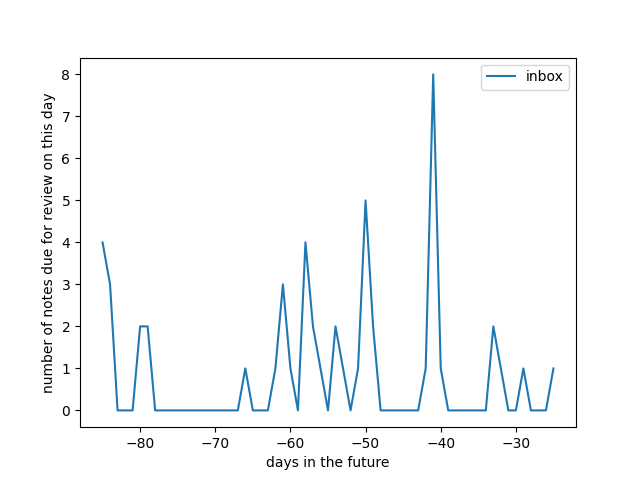 inbox
8
7
6
5
4
3
2
1
0
number of notes due for review on this day
−80 −70 −60 −50 −40 −30
days in the future